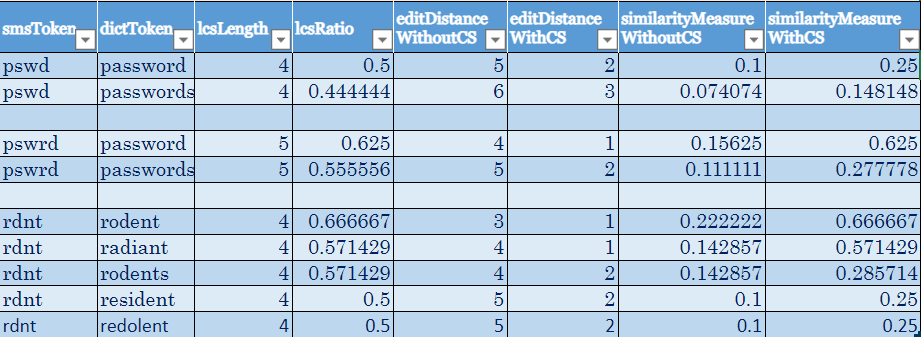 smsToken dictToken lcsLength lcsRatio editDistance WithoutCS editDistance WithCS similarityMeasure WithoutCS similarityMeasure WithCS
pswd password 4 0.5 5 2 0.1 0.25
pswd passwords 4 0.444444 6 3 0.074074 0.148148
pswrd password 5 0.625 4 1 0.15625 0.625
pswrd passwords 5 0.555556 5 2 0.111111 0.277778
rdnt rodent 4 0.666667 3 1 0.222222 0.666667
rdnt radiant 4 0.571429 4 1 0.142857 0.571429
rdnt rodents 4 0.571429 4 2 0.142857 0.285714
rdnt resident 4 0.5 5 2 0.1 0.25
rdnt redolent 4 0.5 5 2 0.1 0.25